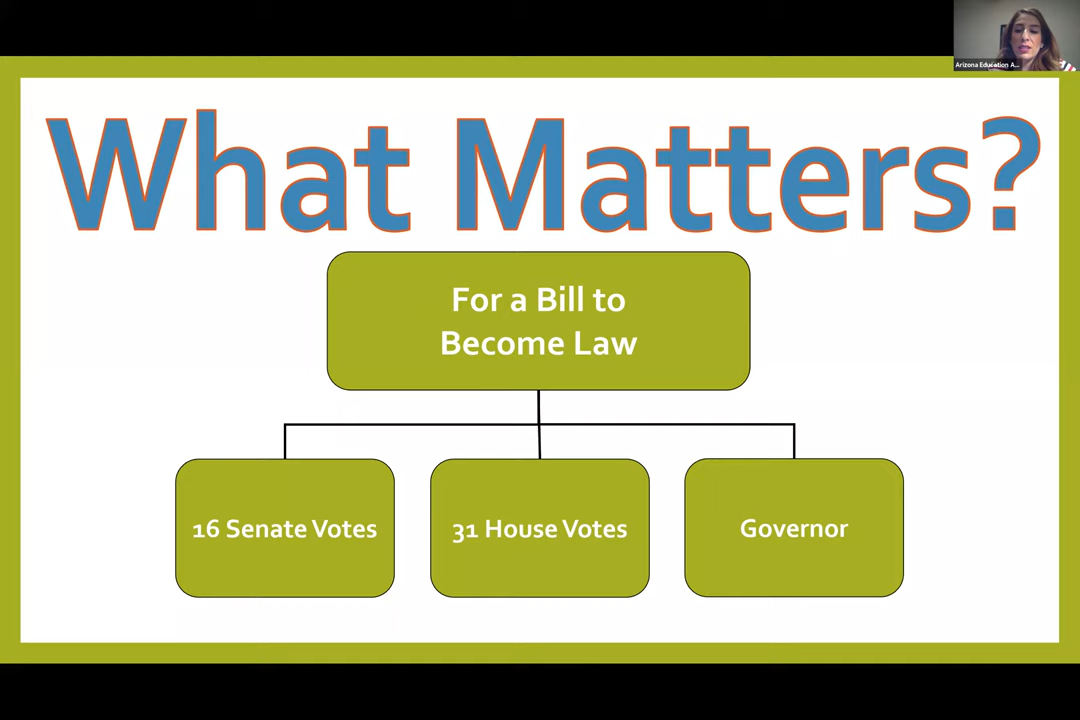 Arizona Education A...
What Matters?
For a Bill to
Become Law
16 Senate Votes
31 House Votes
Governor